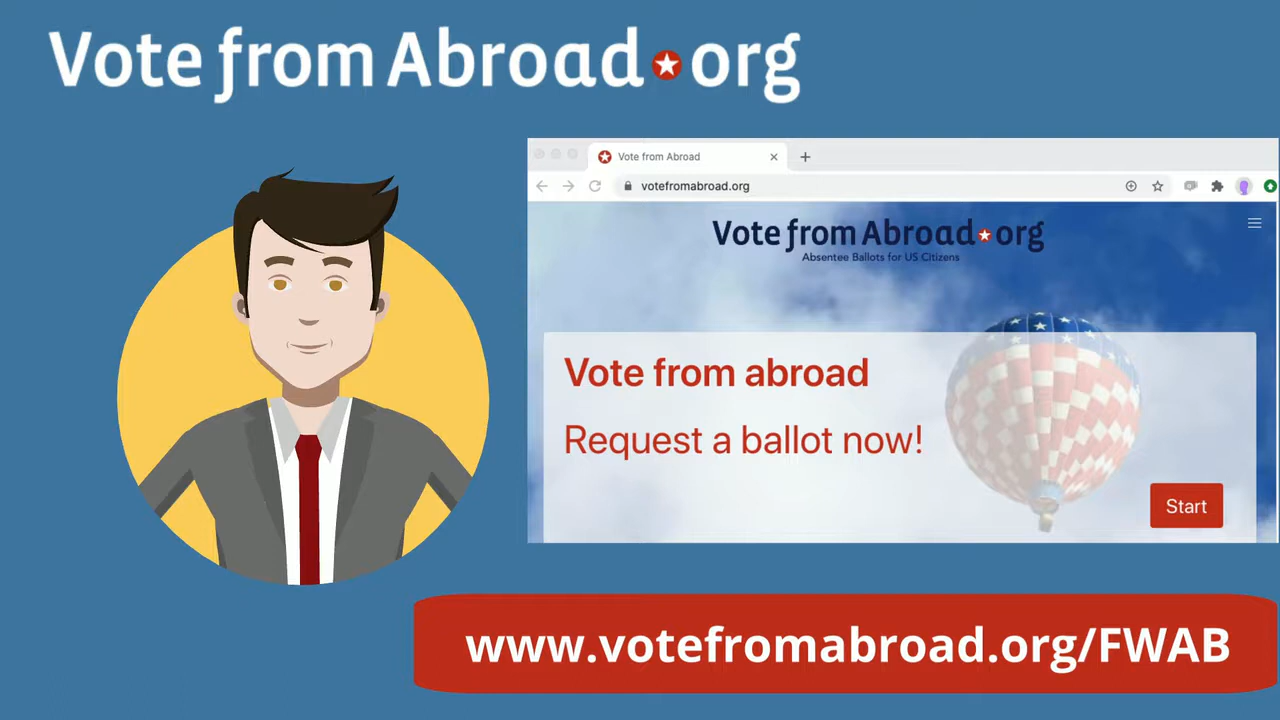 Vote from Abroad.org
Vote from Abroad
votefromabroad.org
Vote from Abroad.org
Absentee Ballots for US Citizens
Vote from abroad
Request a ballot now!
Start
www.votefromabroad.org/FWAB